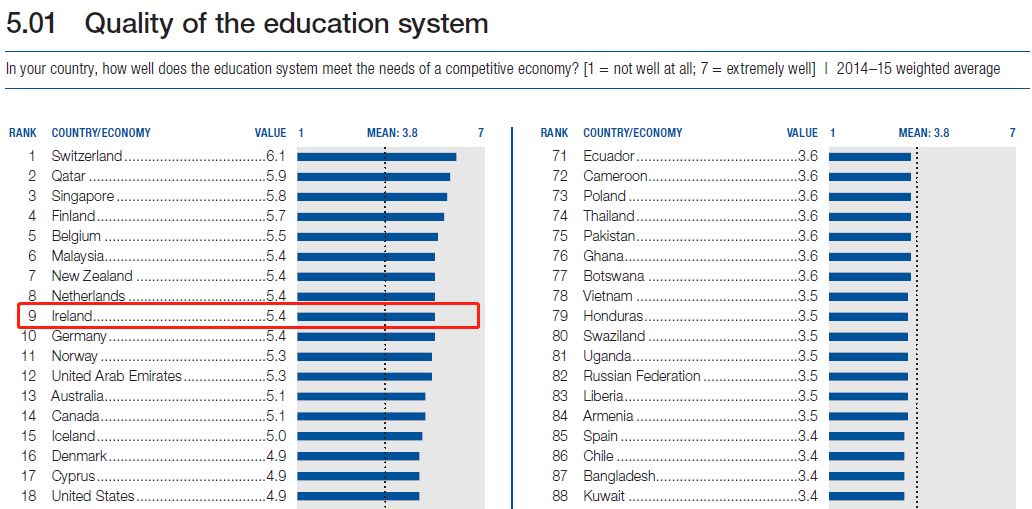 5.01 Quality of the education system
In your country, how well does the education system meet the needs of a competitive economy? [1 = not well at all; 7 = extremely well] | 2014–15 weighted average
RANK COUNTRY/ECONOMY VALUE 1 MEAN: 3.8 7
1 Switzerland 6.1
2 Qatar 5.9
3 Singapore 5.8
4 Finland 5.7
5 Belgium 5.5
6 Malaysia 5.4
7 New Zealand 5.4
8 Netherlands 5.4
9 Ireland 5.4
10 Germany 5.4
11 Norway 5.3
12 United Arab Emirates 5.3
13 Australia 5.1
14 Canada 5.1
15 Iceland 5.0
16 Denmark 4.9
17 Cyprus 4.9
18 United States 4.9
RANK COUNTRY/ECONOMY VALUE 1 MEAN: 3.8 7
71 Ecuador 3.6
72 Cameroon 3.6
73 Poland 3.6
74 Thailand 3.6
75 Pakistan 3.6
76 Ghana 3.6
77 Botswana 3.6
78 Vietnam 3.5
79 Honduras 3.5
80 Swaziland 3.5
81 Uganda 3.5
82 Russian Federation 3.5
83 Liberia 3.5
84 Armenia 3.5
85 Spain 3.4
86 Chile 3.4
87 Bangladesh 3.4
88 Kuwait 3.4